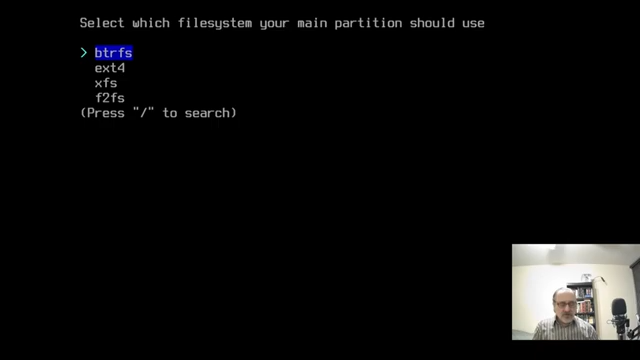 Select which filesystem your main partition should use
> btrfs
ext4
xfs
f2fs
(Press "/" to search)